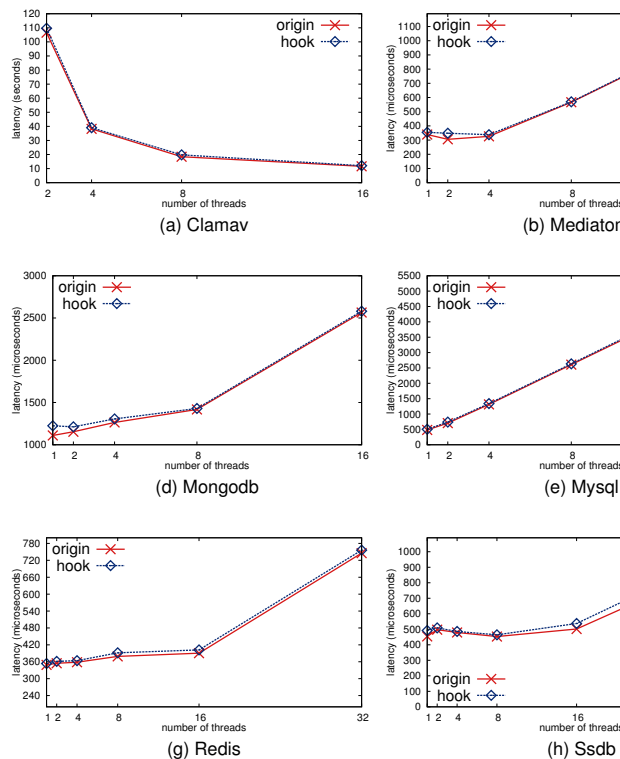 120
110
100
90
80
70
60
50
40
30
20
10
0
latency (seconds)
origin
hook
2 4 8 16
number of threads
(a) Clamav
1100
1000
900
800
700
600
500
400
300
200
100
0
latency (microseconds)
origin
hook
1 2 4 8
number of threads
(b) Mediator
3000
2500
2000
1500
1000
latency (microseconds)
origin
hook
1 2 4 8 16
number of threads
(d) Mongodb
5500
5000
4500
4000
3500
3000
2500
2000
1500
1000
500
0
latency (microseconds)
origin
hook
1 2 4 8
number of threads
(e) Mysql
780
720
660
600
540
480
420
360
300
240
latency (microseconds)
origin
hook
1 2 4 8 16 32
number of threads
(g) Redis
1000
900
800
700
600
500
400
300
200
100
0
latency (microseconds)
origin
hook
1 2 4 8 16
number of threads
(h) Ssdb